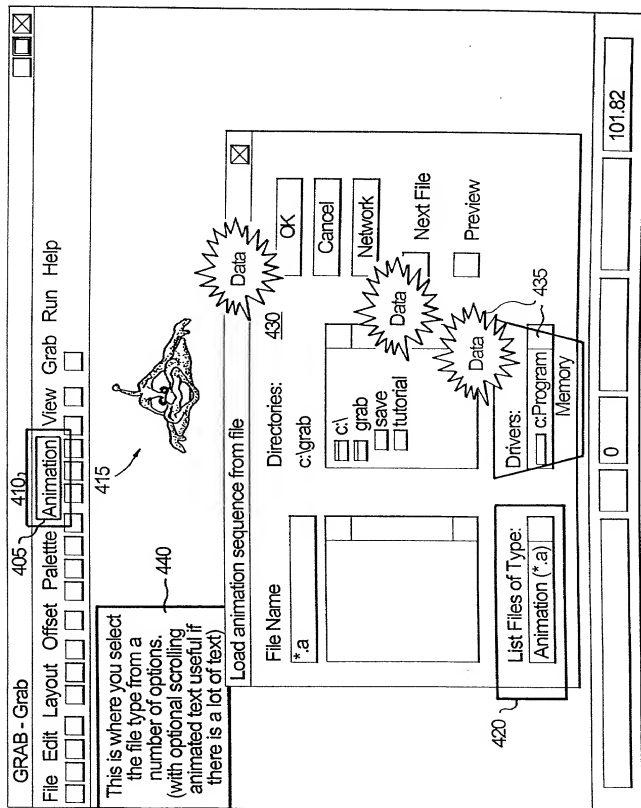 GRAB - Grab
405
410
File Edit Layout Offset Palettte Animation View Grab Run Help
415
This is where you select
the file type from a
number of options.
(with optional scrolling
animated text useful if
there is a lot of text)
440
Load animation sequence from file
Data
File Name
*.a
Directories:
c:\grab
430
c:\
grab
save
tutorial
OK
Cancel
Network
Data
Next File
Preview
Data
435
List Files of Type:
Animation (*.a)
420
Drivers:
c:Program
Memory
0
101.82